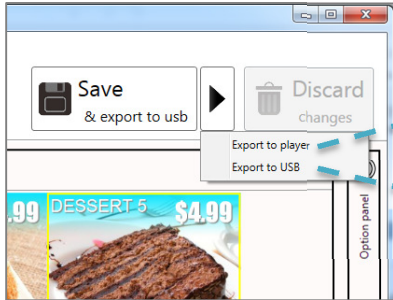 Save
& export to usb
Discard
changes
Export to player
Export to USB
Option panel
.99
DESSERT 5
$4.99